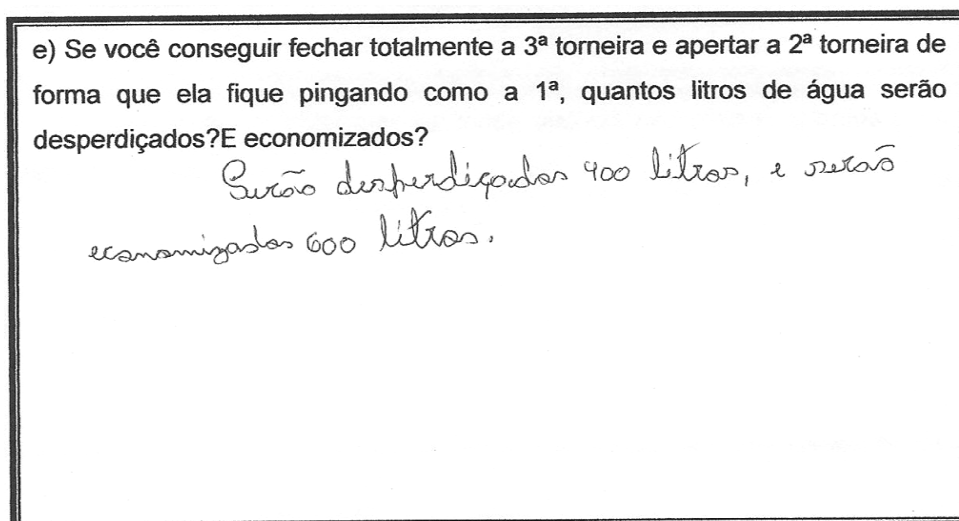 e) Se você conseguir fechar totalmente a 3ª torneira e apertar a 2ª torneira de
forma que ela fique pingando como a 1ª, quantos litros de água serão
desperdiçados?E economizados?
Serão desperdiçados 400 litros, e serão
economizados 600 litros.